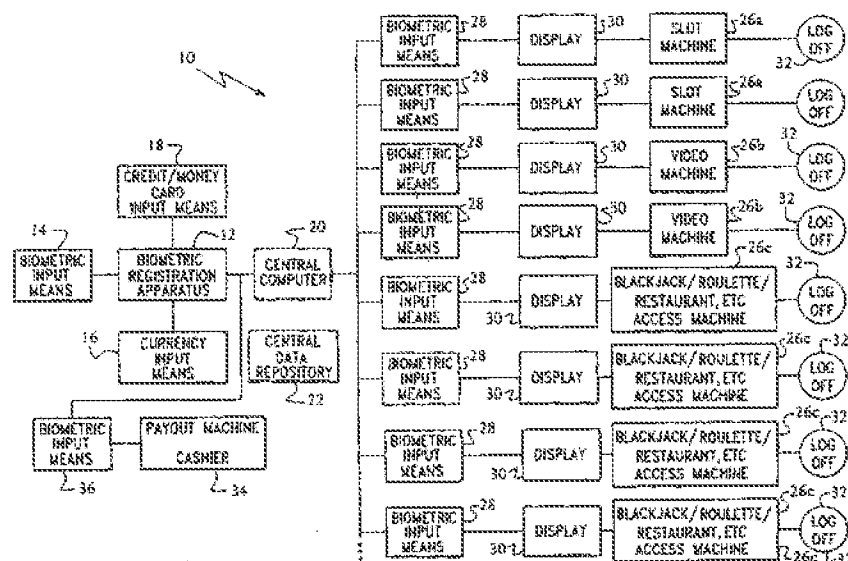 10
18
CREDIT/MONEY
CARD
INPUT MEANS
14
BIOMETRIC
INPUT
MEANS
12
BIOMETRIC
REGISTRATION
APPARATUS
20
CENTRAL
COMPUTER
16
CURRENCY
INPUT
MEANS
CENTRAL
DATA
REPOSITORY
22
BIOMETRIC
INPUT
MEANS
36
PAYOUT MACHINE
CASHIER
34
BIOMETRIC
INPUT
MEANS
28
DISPLAY
30
SLOT
MACHINE
26a
LOG
OFF
32
BIOMETRIC
INPUT
MEANS
28
DISPLAY
30
SLOT
MACHINE
26a
LOG
OFF
BIOMETRIC
INPUT
MEANS
28
DISPLAY
30
VIDEO
MACHINE
26b
32
LOG
OFF
BIOMETRIC
INPUT
MEANS
28
DISPLAY
30
VIDEO
MACHINE
26b
32
LOG
OFF
BIOMETRIC
INPUT
MEANS
28
DISPLAY
30
26c
BLACKJACK/ROULETTE/
RESTAURANT, ETC
ACCESS MACHINE
32
LOG
OFF
BIOMETRIC
INPUT
MEANS
28
DISPLAY
30
26c
BLACKJACK/ROULETTE/
RESTAURANT, ETC
ACCESS MACHINE
32
LOG
OFF
BIOMETRIC
INPUT
MEANS
28
DISPLAY
30
26c
BLACKJACK/ROULETTE/
RESTAURANT, ETC
ACCESS MACHINE
32
LOG
OFF
BIOMETRIC
INPUT
MEANS
28
DISPLAY
30
26c
BLACKJACK/ROULETTE/
RESTAURANT, ETC
ACCESS MACHINE
32
LOG
OFF
26c
32